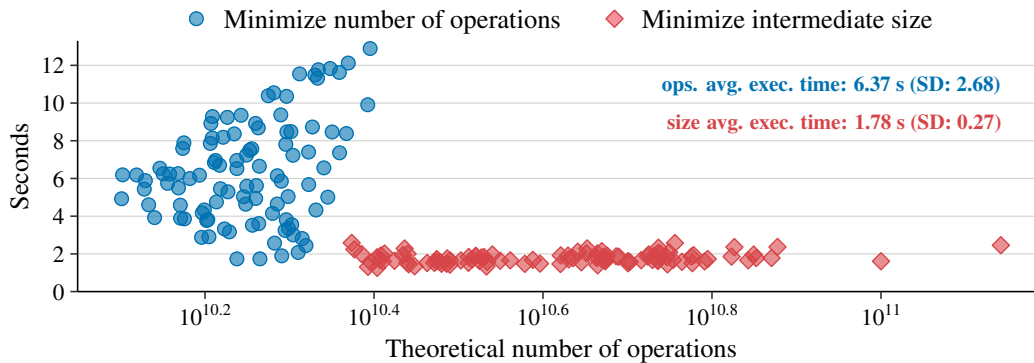 Minimize number of operations Minimize intermediate size
ops. avg. exec. time: 6.37 s (SD: 2.68)
size avg. exec. time: 1.78 s (SD: 0.27)
Seconds
12
10
8
6
4
2
0
10^10.2 10^10.4 10^10.6 10^10.8 10^11
Theoretical number of operations